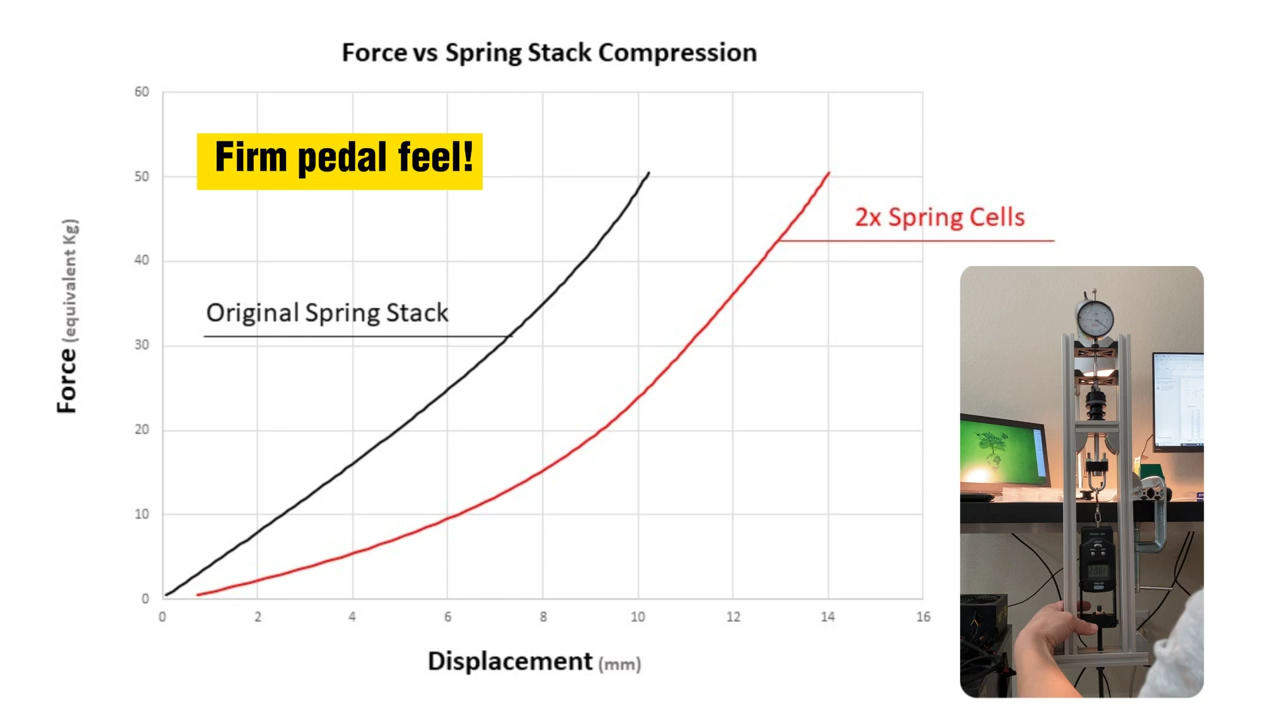 Force vs Spring Stack Compression
60
50
40
30
20
10
0
Force (equivalent Kg)
Firm pedal feel!
Original Spring Stack
2x Spring Cells
0 2 4 6 8 10 12 14 16
Displacement (mm)